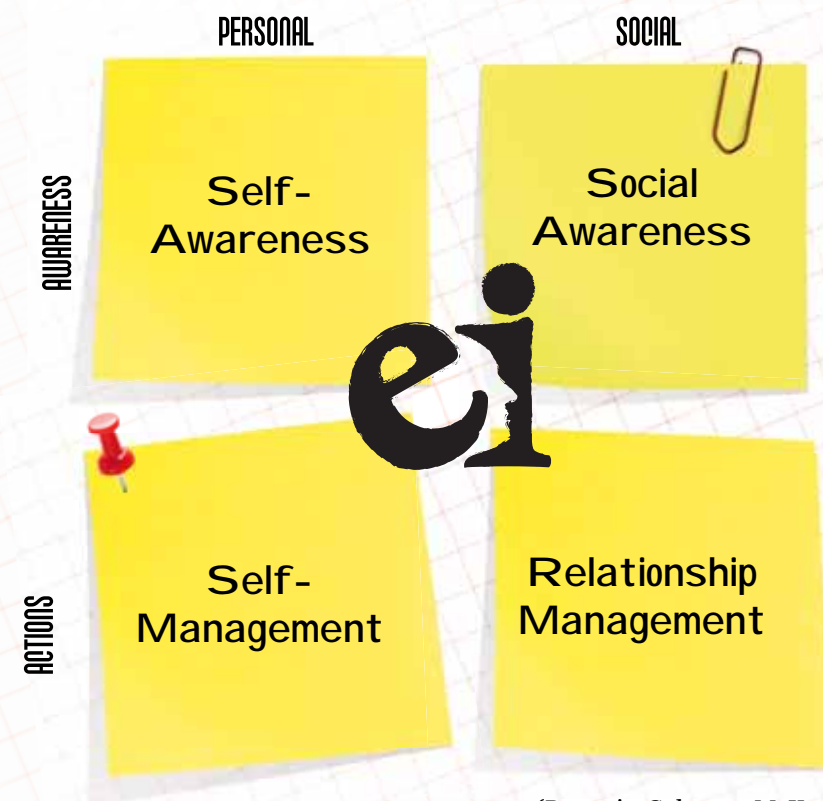 PERSONAL SOCIAL
AWARENESS
Self-
Awareness
Social
Awareness
ei
ACTIONS
Self-
Management
Relationship
Management